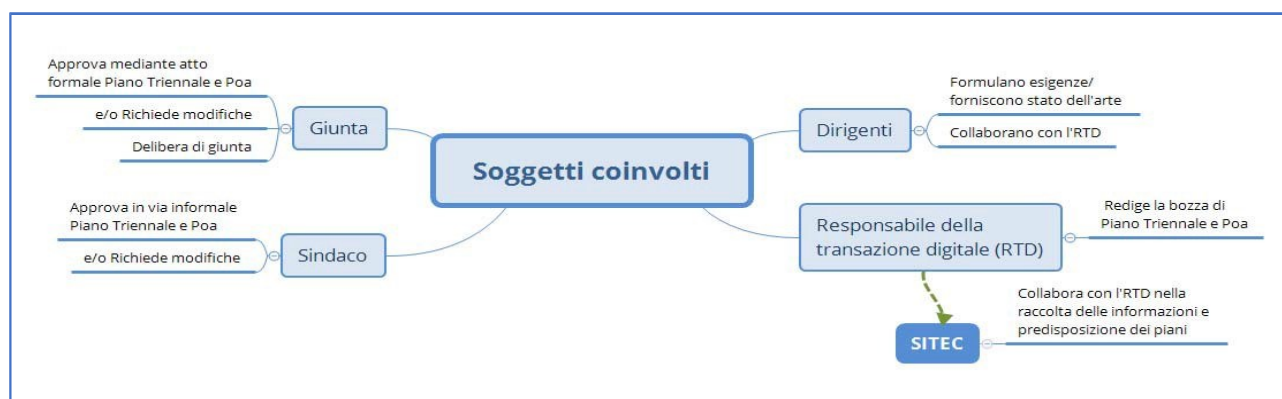 Approva mediante atto
formale Piano Triennale e Poa
e/o Richiede modifiche
Delibera di giunta
Giunta
Approva in via informale
Piano Triennale e Poa
e/o Richiede modifiche
Sindaco
Soggetti coinvolti
Dirigenti
Formulano esigenze/
forniscono stato dell'arte
Collaborano con l'RTD
Responsabile della
transazione digitale (RTD)
Redige la bozza di
Piano Triennale e Poa
SITEC
Collabora con l'RTD nella
raccolta delle informazioni e
predisposizione dei piani